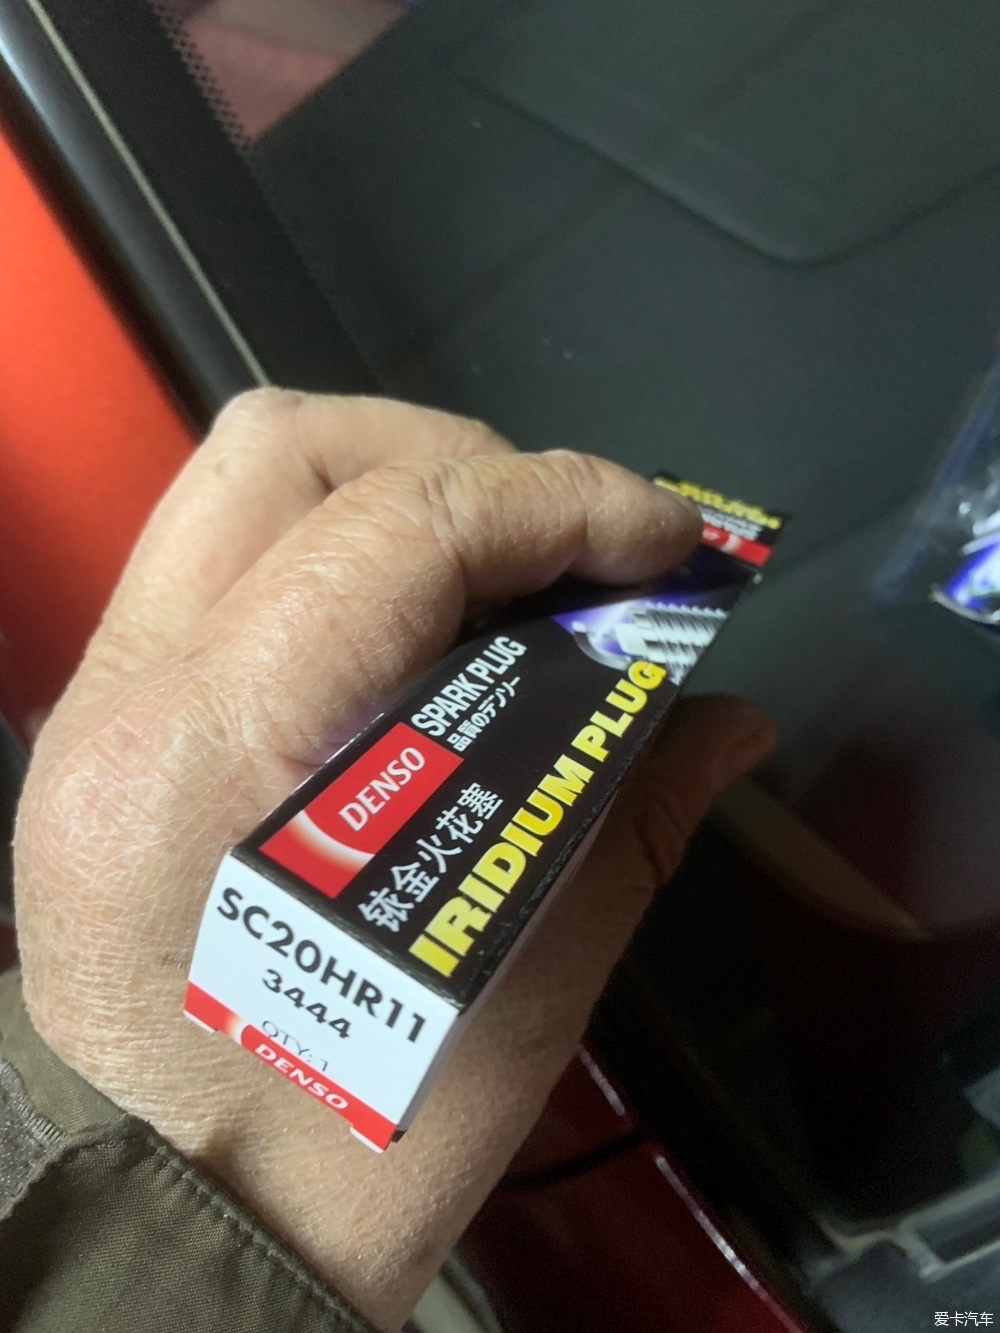 DENSO
SPARK PLUG
品質のデンソー
铱金火花塞
IRIDIUM PLUG
SC20HR11
3444
QTY: 1
DENSO
爱卡汽车